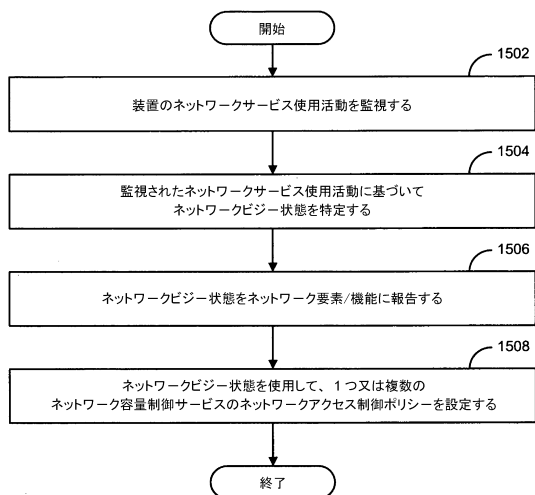 開始
1502
装置のネットワークサービス使用活動を監視する
1504
監視されたネットワークサービス使用活動に基づいて
ネットワークビジー状態を特定する
1506
ネットワークビジー状態をネットワーク要素/機能に報告する
1508
ネットワークビジー状態を使用して、1つ又は複数の
ネットワーク容量制御サービスのネットワークアクセス制御ポリシーを設定する
終了